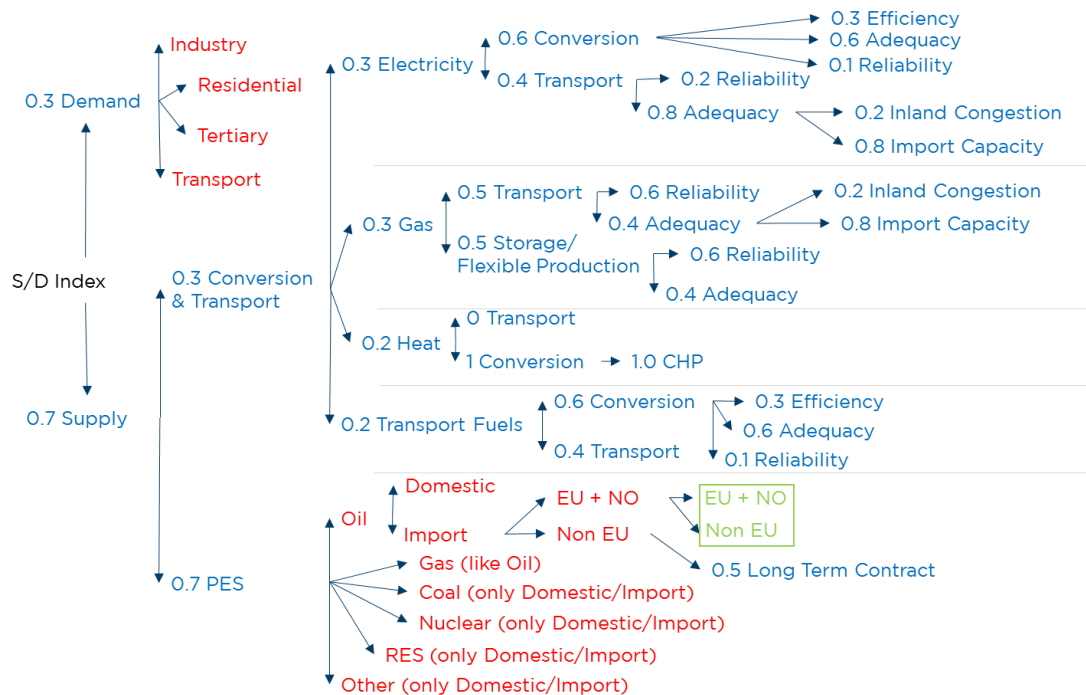 0.3 Efficiency
0.6 Conversion
0.6 Adequacy
Industry
0.3 Electricity
0.1 Reliability
Residential
0.4 Transport
0.2 Reliability
0.3 Demand
0.8 Adequacy
0.2 Inland Congestion
Tertiary
0.8 Import Capacity
Transport
0.5 Transport
0.6 Reliability
0.2 Inland Congestion
0.3 Gas
0.4 Adequacy
0.8 Import Capacity
0.5 Storage/
Flexible Production
0.6 Reliability
S/D Index
0.3 Conversion
& Transport
0.4 Adequacy
0 Transport
0.2 Heat
1 Conversion
1.0 CHP
0.7 Supply
0.6 Conversion
0.3 Efficiency
0.2 Transport Fuels
0.6 Adequacy
0.4 Transport
0.1 Reliability
Domestic
EU + NO
EU + NO
Oil
Import
Non EU
Non EU
Gas (like Oil)
0.5 Long Term Contract
0.7 PES
Coal (only Domestic/Import)
Nuclear (only Domestic/Import)
RES (only Domestic/Import)
Other (only Domestic/Import)